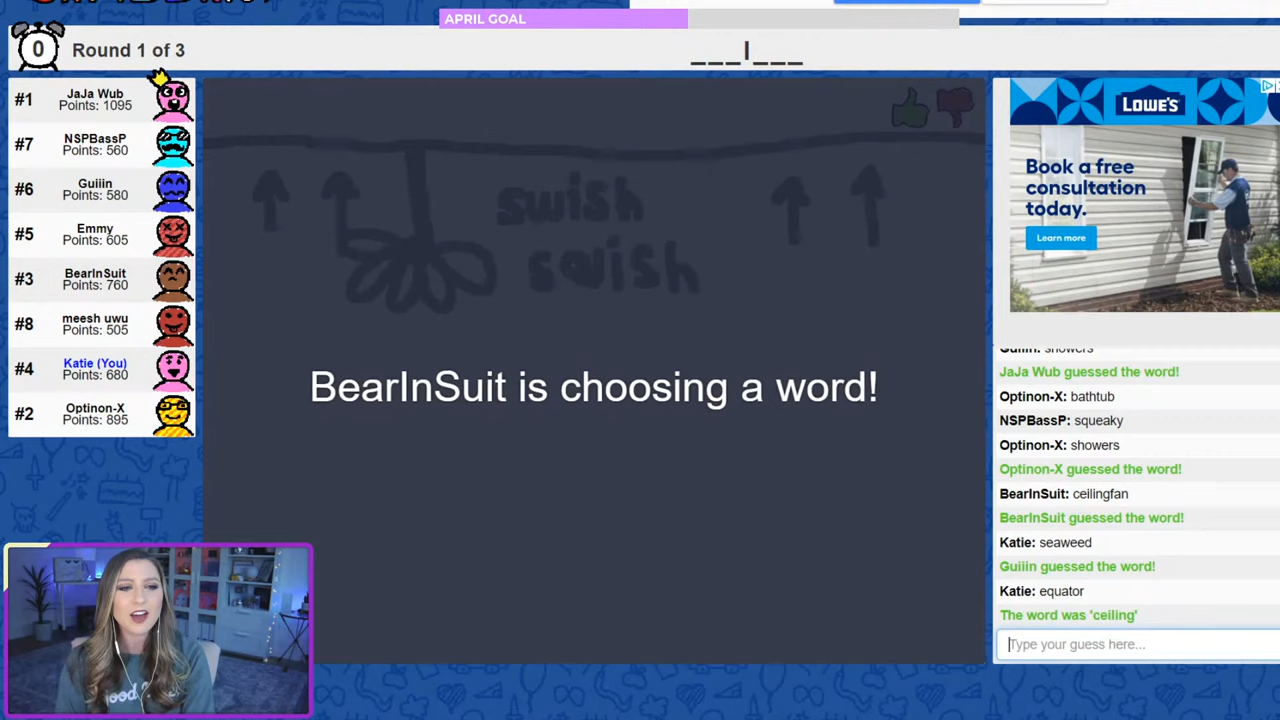 APRIL GOAL
0
Round 1 of 3
___l___
#1 JaJa Wub
Points: 1095
#7 NSPBassP
Points: 560
#6 Guiiin
Points: 580
#5 Emmy
Points: 605
#3 BearInSuit
Points: 760
#8 meesh uwu
Points: 505
#4 Katie (You)
Points: 680
#2 Optinon-X
Points: 895
swish
swish
BearInSuit is choosing a word!
LOWE'S
Book a free
consultation
today.
Learn more
Guiiin: showers
JaJa Wub guessed the word!
Optinon-X: bathtub
NSPBassP: squeaky
Optinon-X: showers
Optinon-X guessed the word!
BearInSuit: ceilingfan
BearInSuit guessed the word!
Katie: seaweed
Guiiin guessed the word!
Katie: equator
The word was 'ceiling'
Type your guess here...